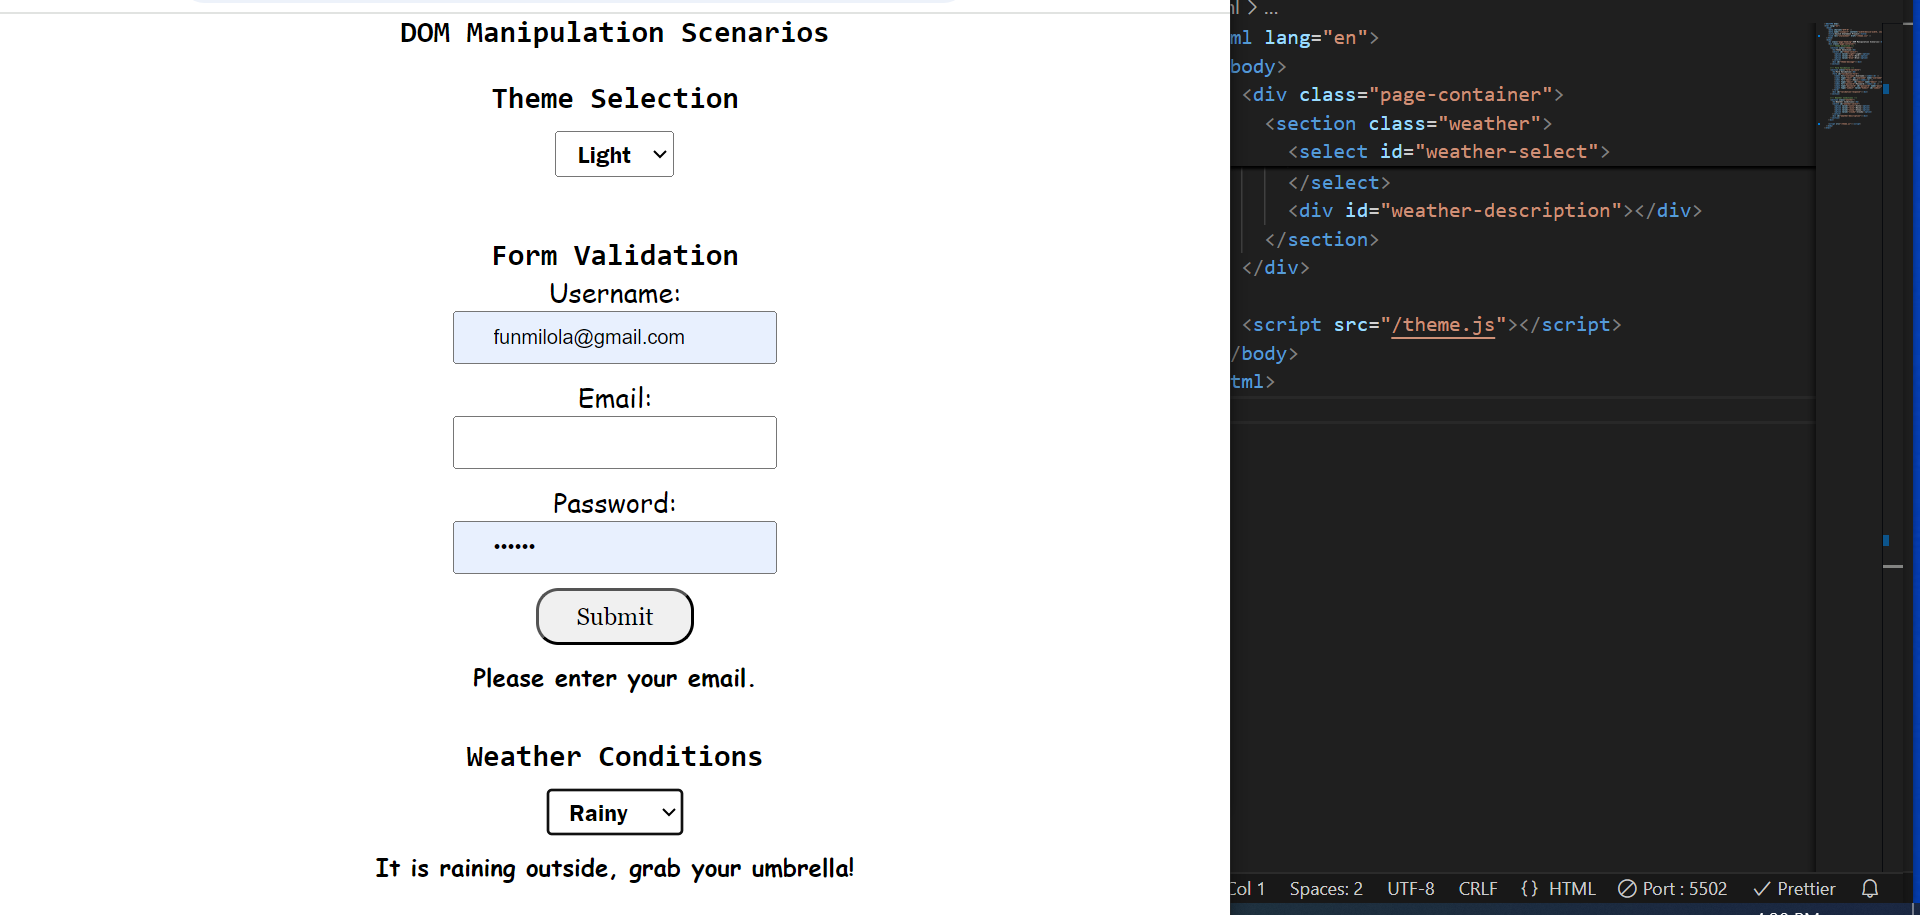 DOM Manipulation Scenarios
Theme Selection
Light
Form Validation
Username:
funmilola@gmail.com
Email:
Password:
••••••
Submit
Please enter your email.
Weather Conditions
Rainy
It is raining outside, grab your umbrella!
ml lang="en">
body>
<div class="page-container">
<section class="weather">
<select id="weather-select">
</select>
<div id="weather-description"></div>
</section>
</div>
<script src="/theme.js"></script>
/body>
tml>
Col 1 Spaces: 2 UTF-8 CRLF {} HTML Port : 5502 Prettier